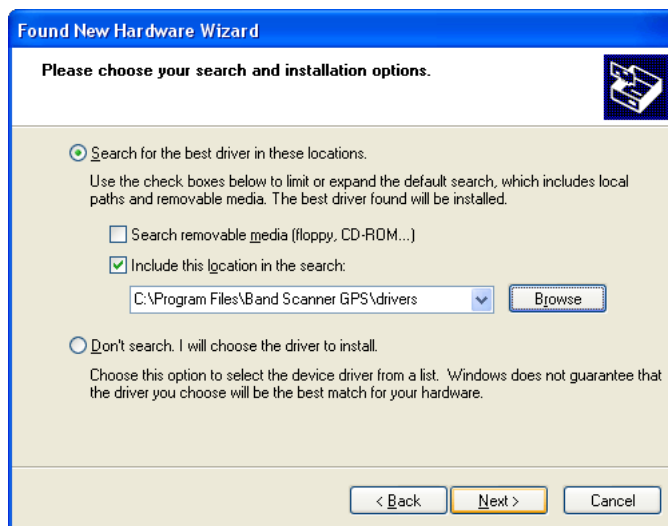 Found New Hardware Wizard
Please choose your search and installation options.
Search for the best driver in these locations.
Use the check boxes below to limit or expand the default search, which includes local
paths and removable media. The best driver found will be installed.
Search removable media (floppy, CD-ROM...)
Include this location in the search:
C:\Program Files\Band Scanner GPS\drivers
Browse
Don't search. I will choose the driver to install.
Choose this option to select the device driver from a list. Windows does not guarantee that
the driver you choose will be the best match for your hardware.
< Back
Next >
Cancel